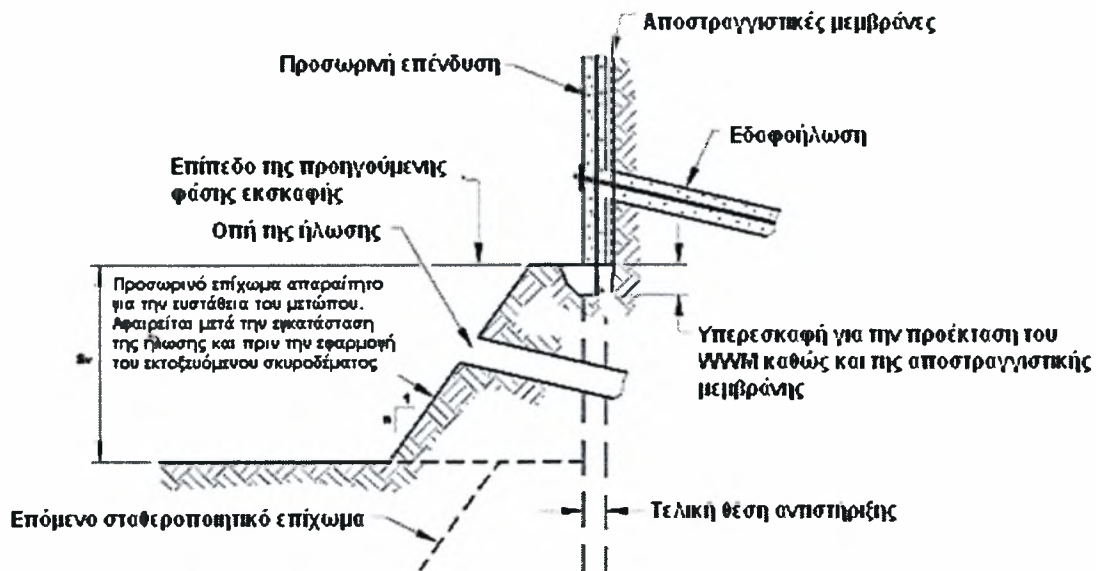 Αποστραγγιστικές μεμβράνες
Προσωρινή επένδυση
Εδαφοήλωση
Επίπεδο της προηγούμενης
φάσης εκσκαφής
Οπή της ήλωσης
Προσωρινό επίχωμα απαραίτητο
για την ευστάθεια του μετώπου.
Αφαιρείται μετά την εγκατάσταση
της ήλωσης και πριν την εφαρμογή
του εκτοξευόμενου σκυροδέματος
Υπερεσκαφή για την προέκταση του
WWM καθώς και της αποστραγγιστικής
μεμβράνης
Sv
1
n
Επόμενο σταθεροποιητικό επίχωμα
Τελική θέση αντιστήριξης